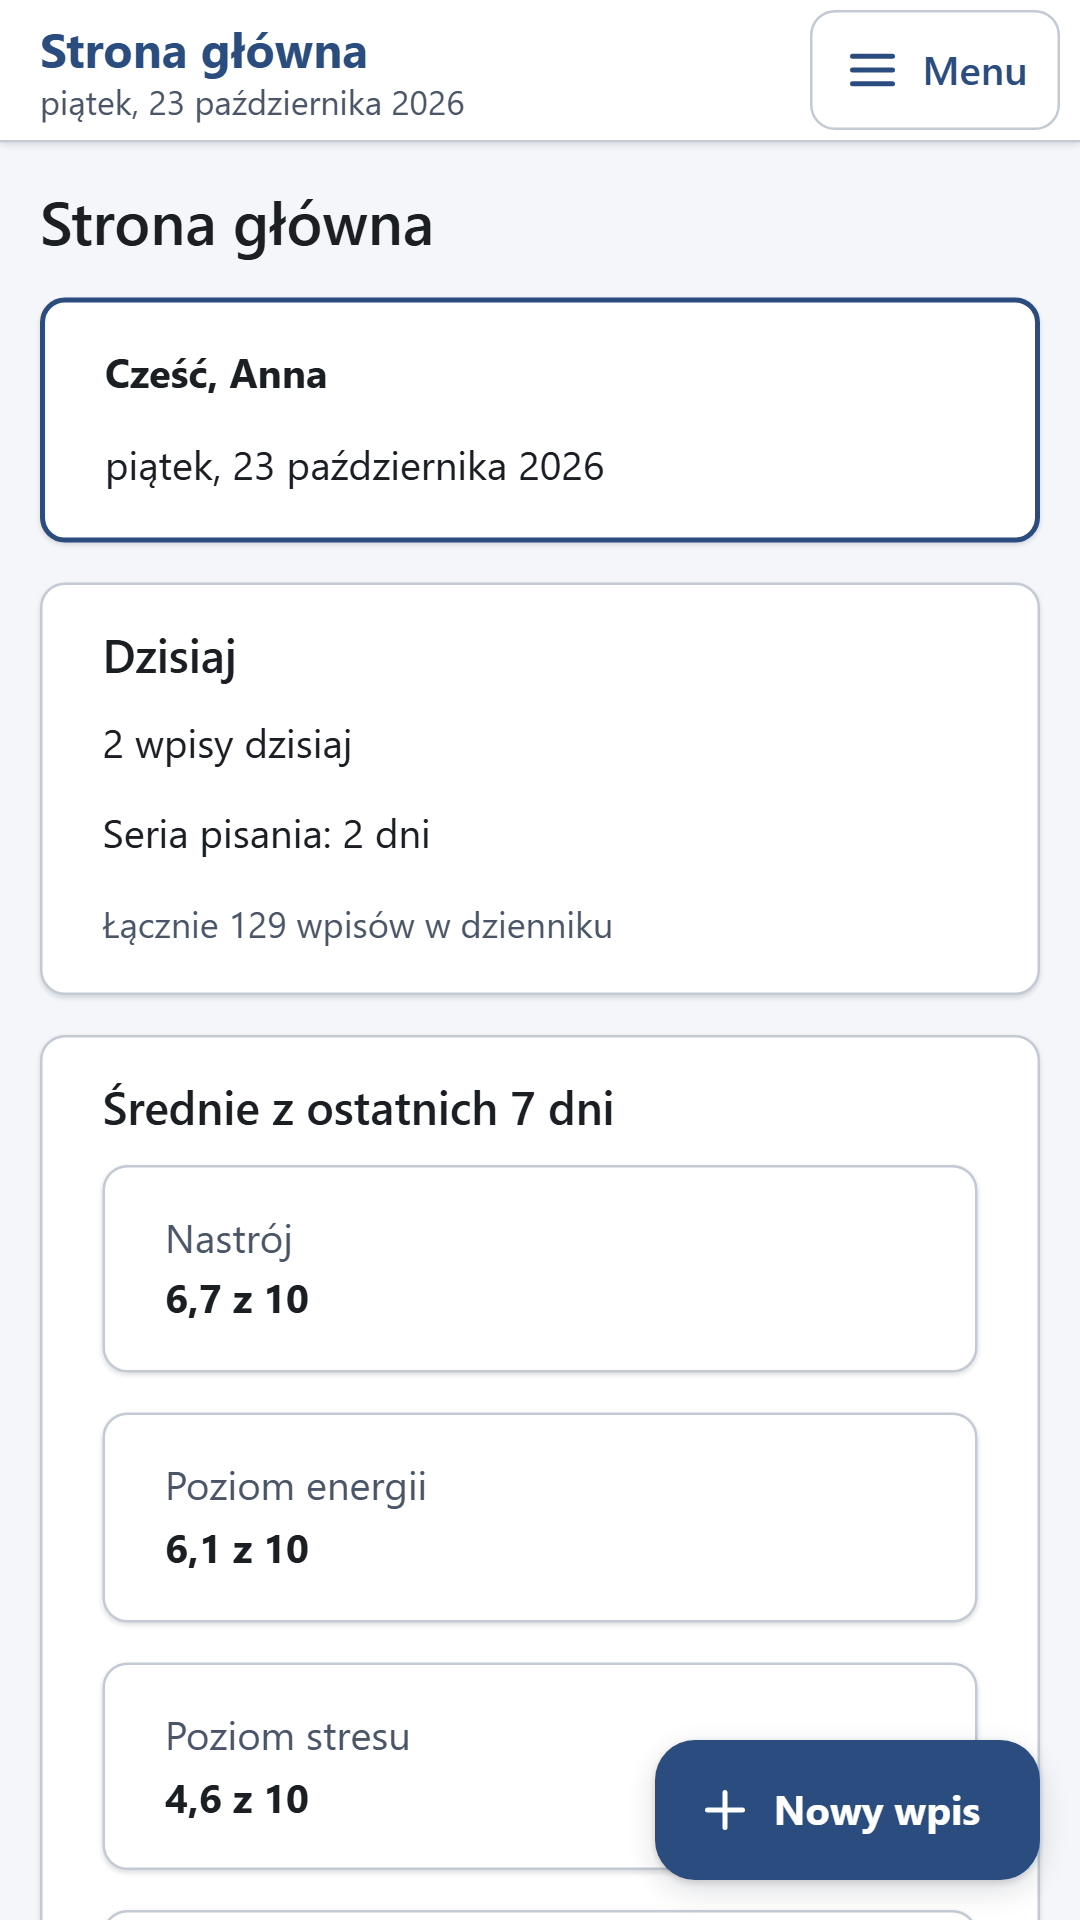 Strona główna
piątek, 23 października 2026
Menu
Strona główna
Cześć, Anna
piątek, 23 października 2026
Dzisiaj
2 wpisy dzisiaj
Seria pisania: 2 dni
Łącznie 129 wpisów w dzienniku
Średnie z ostatnich 7 dni
Nastrój
6,7 z 10
Poziom energii
6,1 z 10
Poziom stresu
4,6 z 10
Nowy wpis